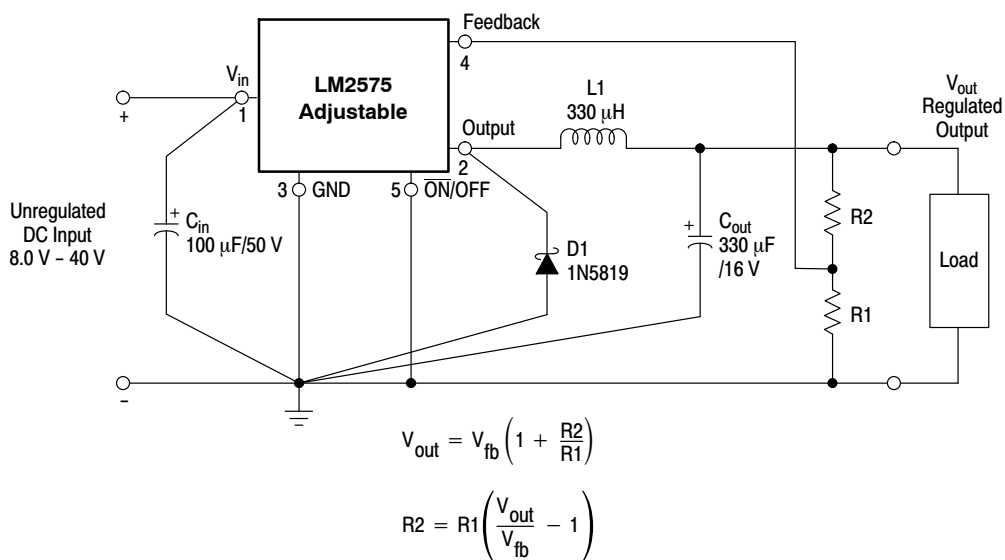 Feedback
4
V_in
1
LM2575
Adjustable
L1
330 μH
V_out
Regulated
Output
Output
2
+
3 GND
5 O̅N̅/OFF
Unregulated
DC Input
8.0 V – 40 V
+
C_in
100 μF/50 V
D1
1N5819
+
C_out
330 μF
/16 V
R2
R1
Load
-
V_out = V_fb (1 + R2/R1)
R2 = R1 (V_out/V_fb − 1)